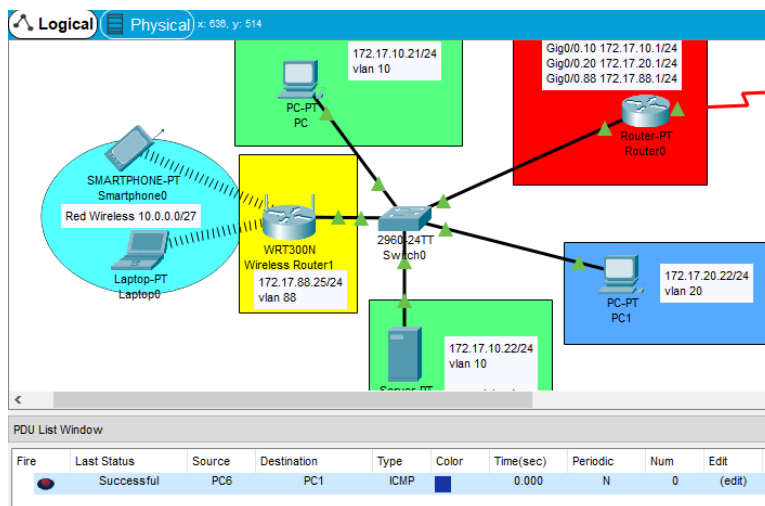 Logical
Physical
x: 636, y: 514
172.17.10.21/24
vlan 10
PC-PT
PC
Gig0/0.10 172.17.10.1/24
Gig0/0.20 172.17.20.1/24
Gig0/0.88 172.17.88.1/24
Router-PT
Router0
SMARTPHONE-PT
Smartphone0
Red Wireless 10.0.0.0/27
Laptop-PT
Laptop0
WRT300N
Wireless Router1
172.17.88.25/24
vlan 88
2960-24TT
Switch0
172.17.20.22/24
vlan 20
PC-PT
PC1
172.17.10.22/24
vlan 10
Server-PT
PDU List Window
Fire Last Status Source Destination Type Color Time(sec) Periodic Num Edit
Successful PC6 PC1 ICMP 0.000 N 0 (edit)